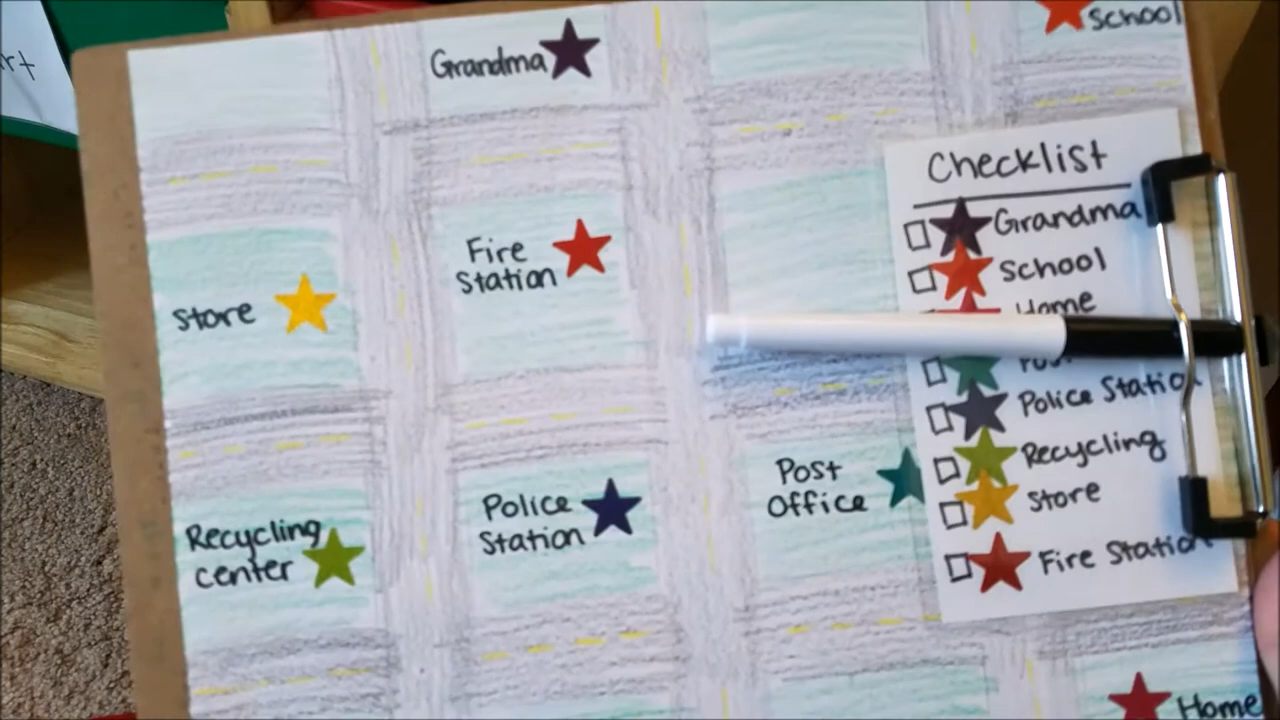 Grandma
School
Fire
Station
Store
Police
Station
Post
Office
Recycling
center
Home
Checklist
Grandma
School
Home
Police Station
Recycling
Store
Fire Station